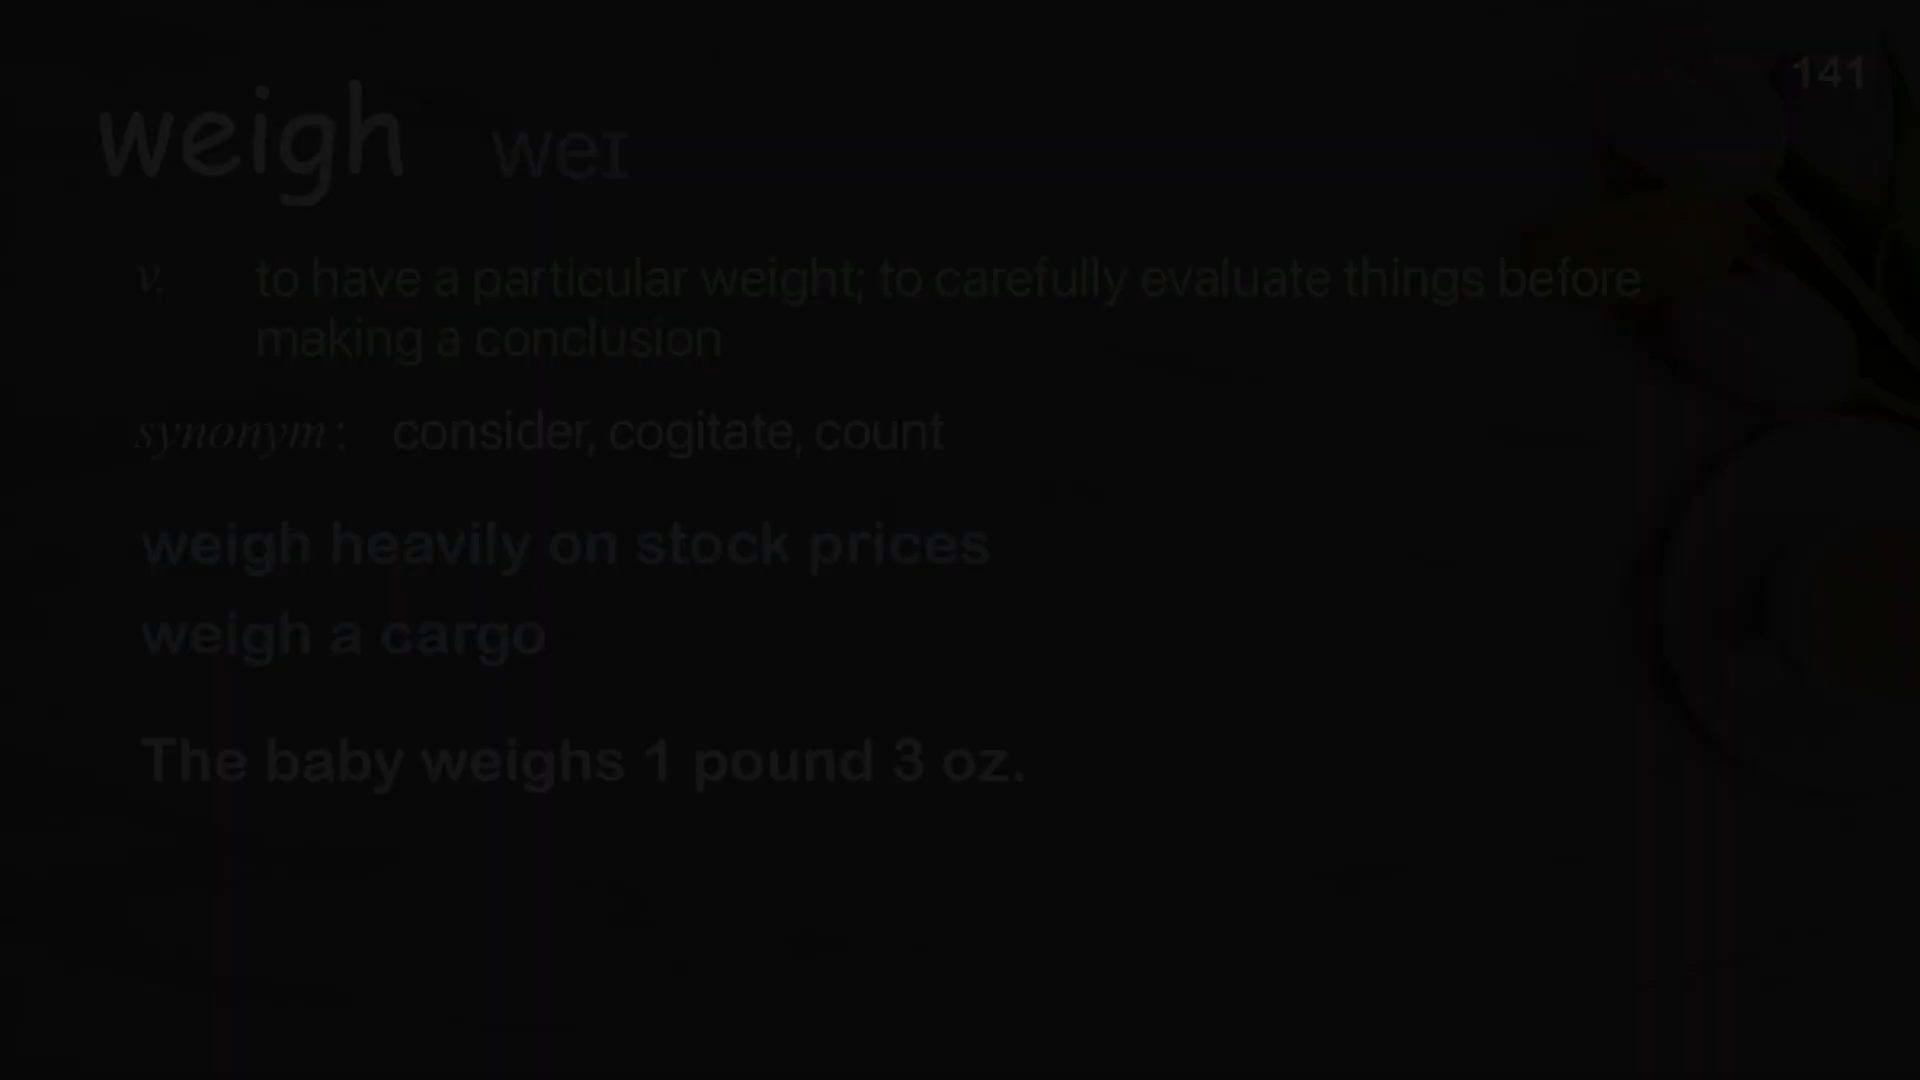 141
weigh weɪ
v. to have a particular weight; to carefully evaluate things before
making a conclusion
synonym: consider, cogitate, count
weigh heavily on stock prices
weigh a cargo
The baby weighs 1 pound 3 oz.